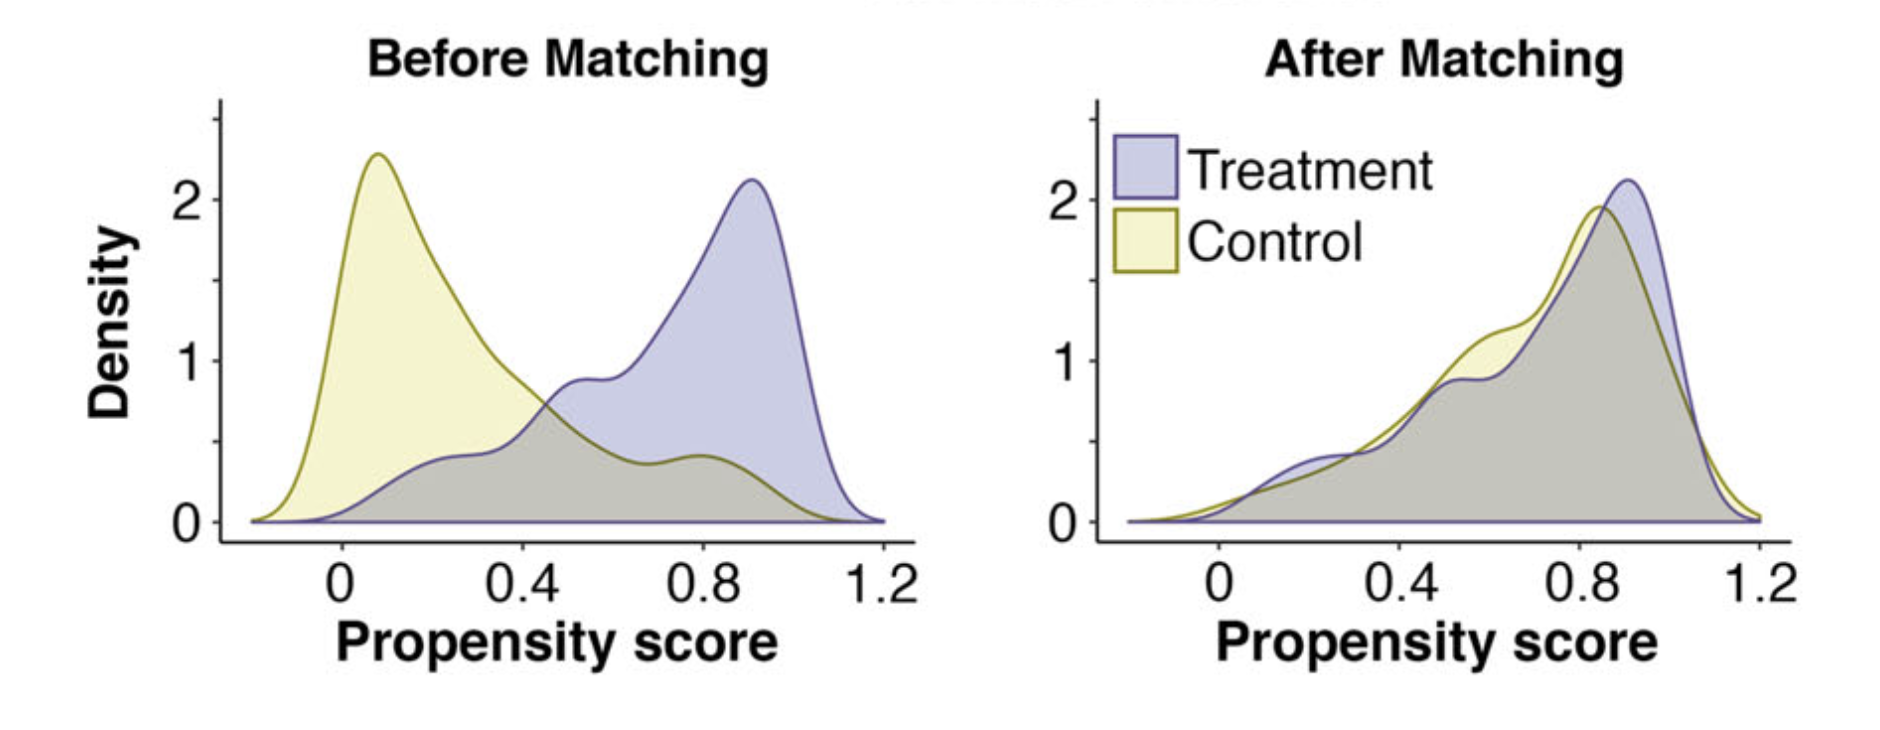 Before Matching
Density
2
1
0
0 0.4 0.8 1.2
Propensity score
After Matching
Treatment
Control
2
1
0
0 0.4 0.8 1.2
Propensity score